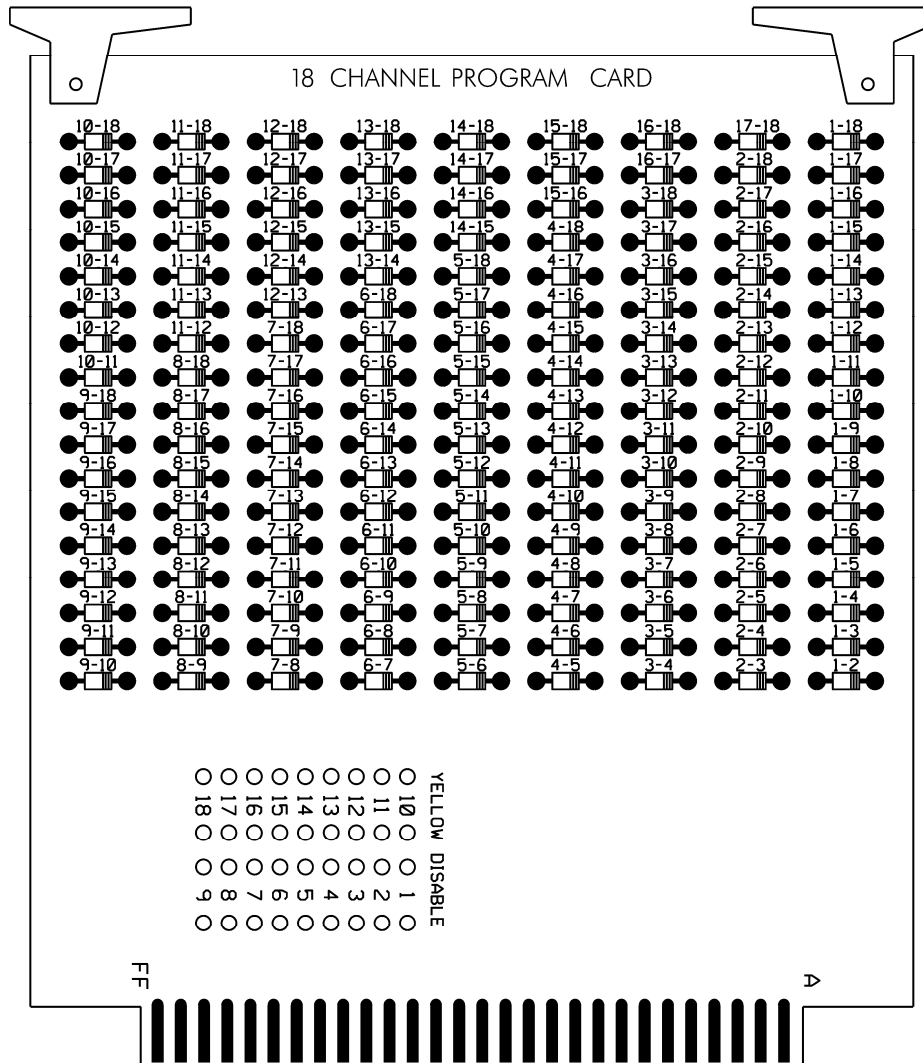 18 CHANNEL PROGRAM CARD
10-18 11-18 12-18 13-18 14-18 15-18 16-18 17-18 1-18
10-17 11-17 12-17 13-17 14-17 15-17 16-17 2-18 1-17
10-16 11-16 12-16 13-16 14-16 15-16 3-18 2-17 1-16
10-15 11-15 12-15 13-15 14-15 4-18 3-17 2-16 1-15
10-14 11-14 12-14 13-14 5-18 4-17 3-16 2-15 1-14
10-13 11-13 12-13 6-18 5-17 4-16 3-15 2-14 1-13
10-12 11-12 7-18 6-17 5-16 4-15 3-14 2-13 1-12
10-11 8-18 7-17 6-16 5-15 4-14 3-13 2-12 1-11
9-18 8-17 7-16 6-15 5-14 4-13 3-12 2-11 1-10
9-17 8-16 7-15 6-14 5-13 4-12 3-11 2-10 1-9
9-16 8-15 7-14 6-13 5-12 4-11 3-10 2-9 1-8
9-15 8-14 7-13 6-12 5-11 4-10 3-9 2-8 1-7
9-14 8-13 7-12 6-11 5-10 4-9 3-8 2-7 1-6
9-13 8-12 7-11 6-10 5-9 4-8 3-7 2-6 1-5
9-12 8-11 7-10 6-9 5-8 4-7 3-6 2-5 1-4
9-11 8-10 7-9 6-8 5-7 4-6 3-5 2-4 1-3
9-10 8-9 7-8 6-7 5-6 4-5 3-4 2-3 1-2
YELLOW DISABLE
10 1
11 2
12 3
13 4
14 5
15 6
16 7
17 8
18 9
FF
A